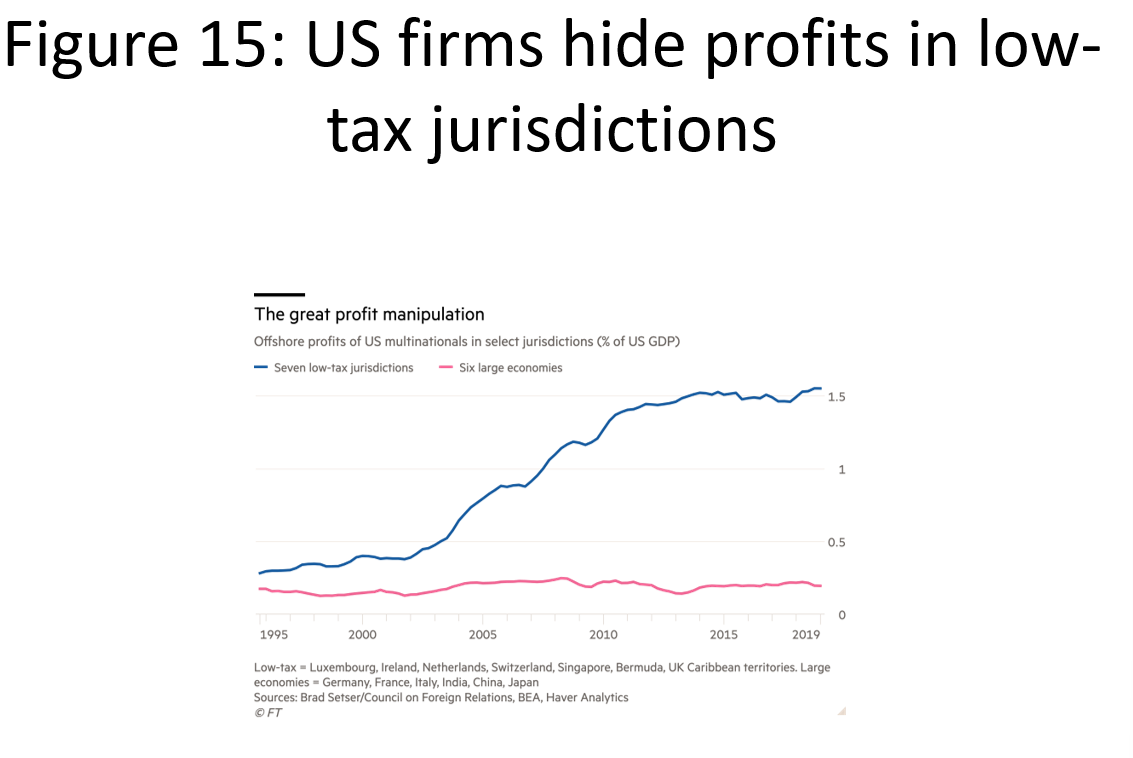 Figure 15: US firms hide profits in low-
tax jurisdictions
The great profit manipulation
Offshore profits of US multinationals in select jurisdictions (% of US GDP)
Seven low-tax jurisdictions Six large economies
1.5
1
0.5
0
1995 2000 2005 2010 2015 2019
Low-tax = Luxembourg, Ireland, Netherlands, Switzerland, Singapore, Bermuda, UK Caribbean territories. Large
economies = Germany, France, Italy, India, China, Japan
Sources: Brad Setser/Council on Foreign Relations, BEA, Haver Analytics
© FT